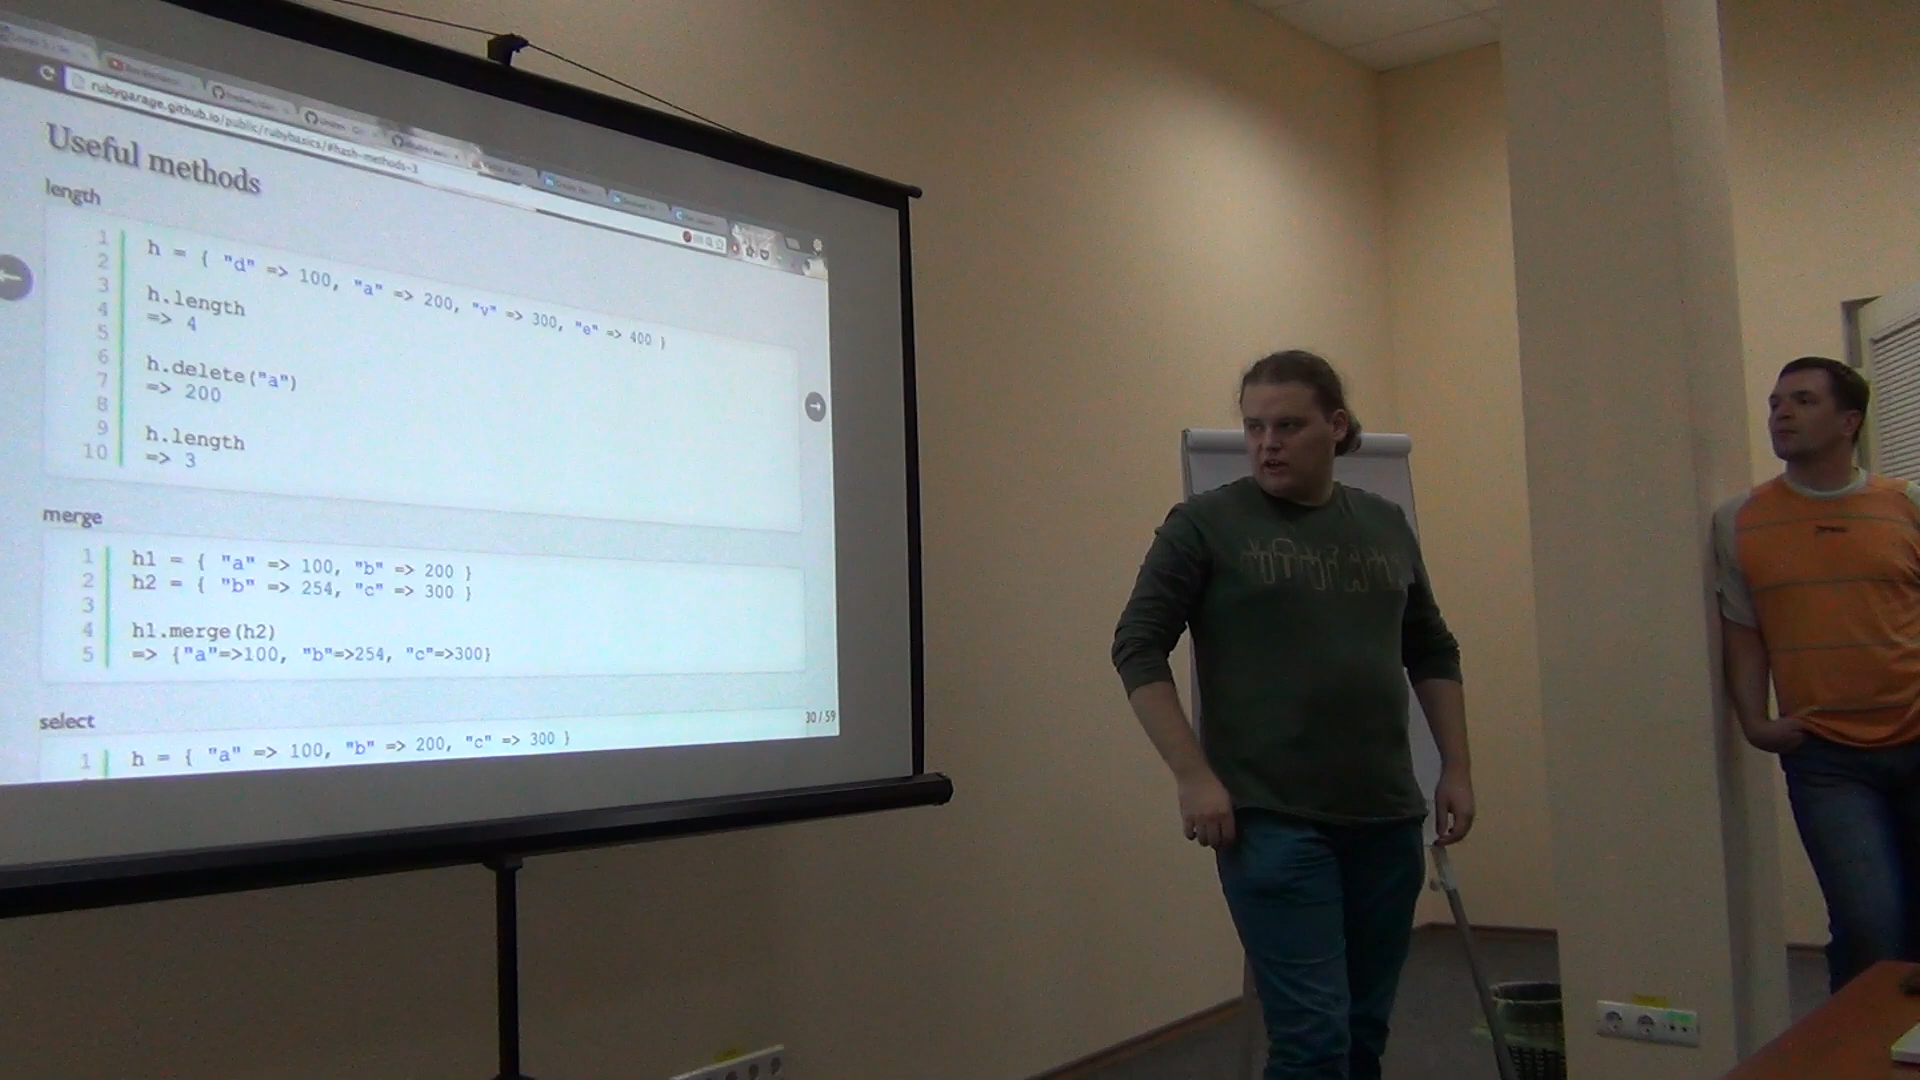 rubygarage.github.io/public/rubybasics/#hash-methods-3
Useful methods
length
1 h = { "d" => 100, "a" => 200, "v" => 300, "e" => 400 }
2
3 h.length
4 => 4
5
6 h.delete("a")
7 => 200
8
9 h.length
10 => 3
merge
1 h1 = { "a" => 100, "b" => 200 }
2 h2 = { "b" => 254, "c" => 300 }
3
4 h1.merge(h2)
5 => {"a"=>100, "b"=>254, "c"=>300}
select
1 h = { "a" => 100, "b" => 200, "c" => 300 }
30 / 59